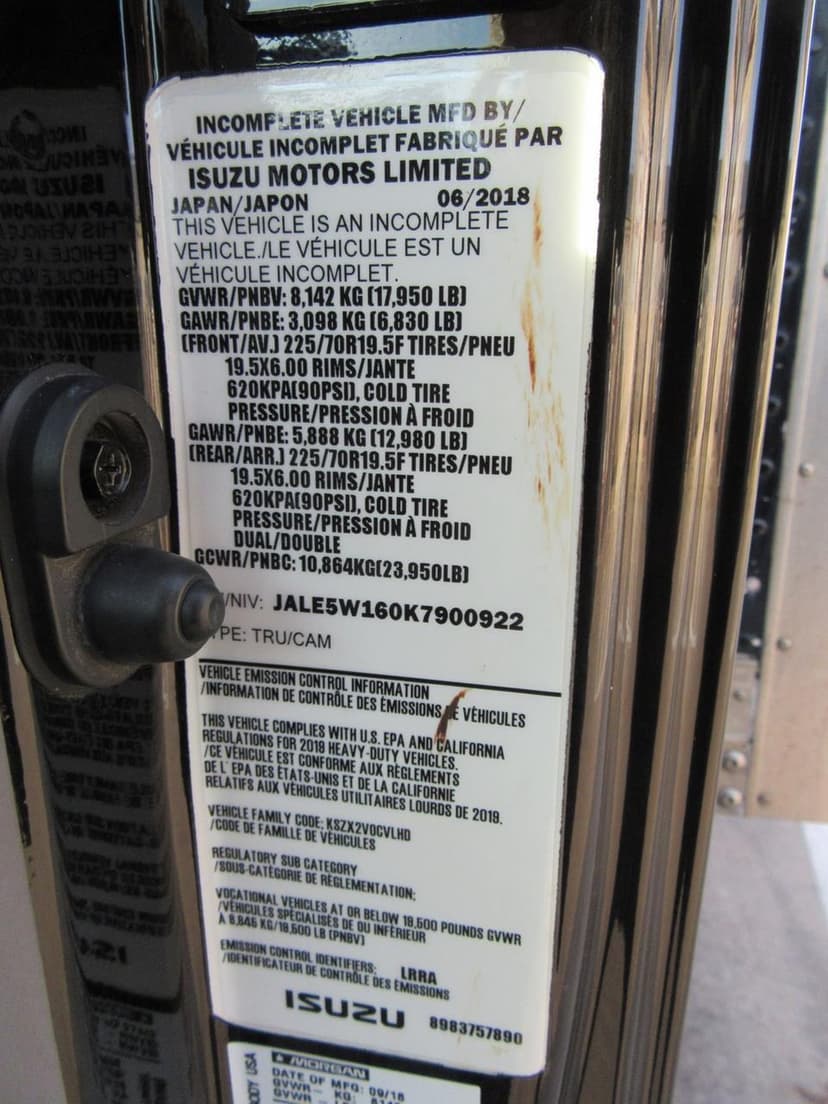 INCOMPLETE VEHICLE MFD BY/
VÉHICULE INCOMPLET FABRIQUÉ PAR
ISUZU MOTORS LIMITED
JAPAN/JAPON 06/2018
THIS VEHICLE IS AN INCOMPLETE
VEHICLE./LE VÉHICULE EST UN
VÉHICULE INCOMPLET.
GVWR/PNBV: 8,142 KG (17,950 LB)
GAWR/PNBE: 3,098 KG (6,830 LB)
(FRONT/AV.) 225/70R19.5F TIRES/PNEU
19.5X6.00 RIMS/JANTE
620KPA(90PSI), COLD TIRE
PRESSURE/PRESSION À FROID
GAWR/PNBE: 5,888 KG (12,980 LB)
(REAR/ARR.) 225/70R19.5F TIRES/PNEU
19.5X6.00 RIMS/JANTE
620KPA(90PSI), COLD TIRE
PRESSURE/PRESSION À FROID
DUAL/DOUBLE
GCWR/PNBC: 10,864KG(23,950LB)
/NIV: JALE5W160K7900922
PE: TRU/CAM
VEHICLE EMISSION CONTROL INFORMATION
/INFORMATION DE CONTRÔLE DES ÉMISSIONS DE VÉHICULES
THIS VEHICLE COMPLIES WITH U.S. EPA AND CALIFORNIA
REGULATIONS FOR 2019 HEAVY-DUTY VEHICLES.
/CE VÉHICULE EST CONFORME AUX RÈGLEMENTS
DE L' EPA DES ÉTATS-UNIS ET DE LA CALIFORNIE
RELATIFS AUX VÉHICULES UTILITAIRES LOURDS DE 2019.
VEHICLE FAMILY CODE: KSZX2VOCVLHD
/CODE DE FAMILLE DE VÉHICULES
REGULATORY SUB CATEGORY
/SOUS-CATÉGORIE DE RÉGLEMENTATION:
VOCATIONAL VEHICLES AT OR BELOW 19,500 POUNDS GVWR
/VÉHICULES SPÉCIALISÉS DE OU INFÉRIEUR
À 8,845 KG/19,500 LB (PNBV)
EMISSION CONTROL IDENTIFIERS: LRRA
/IDENTIFICATEUR DE CONTRÔLE DES ÉMISSIONS
ISUZU 8983757890
MORGAN
BODY USA
DATE OF MFG: 09/18
GVWR- KG:
GVWR-